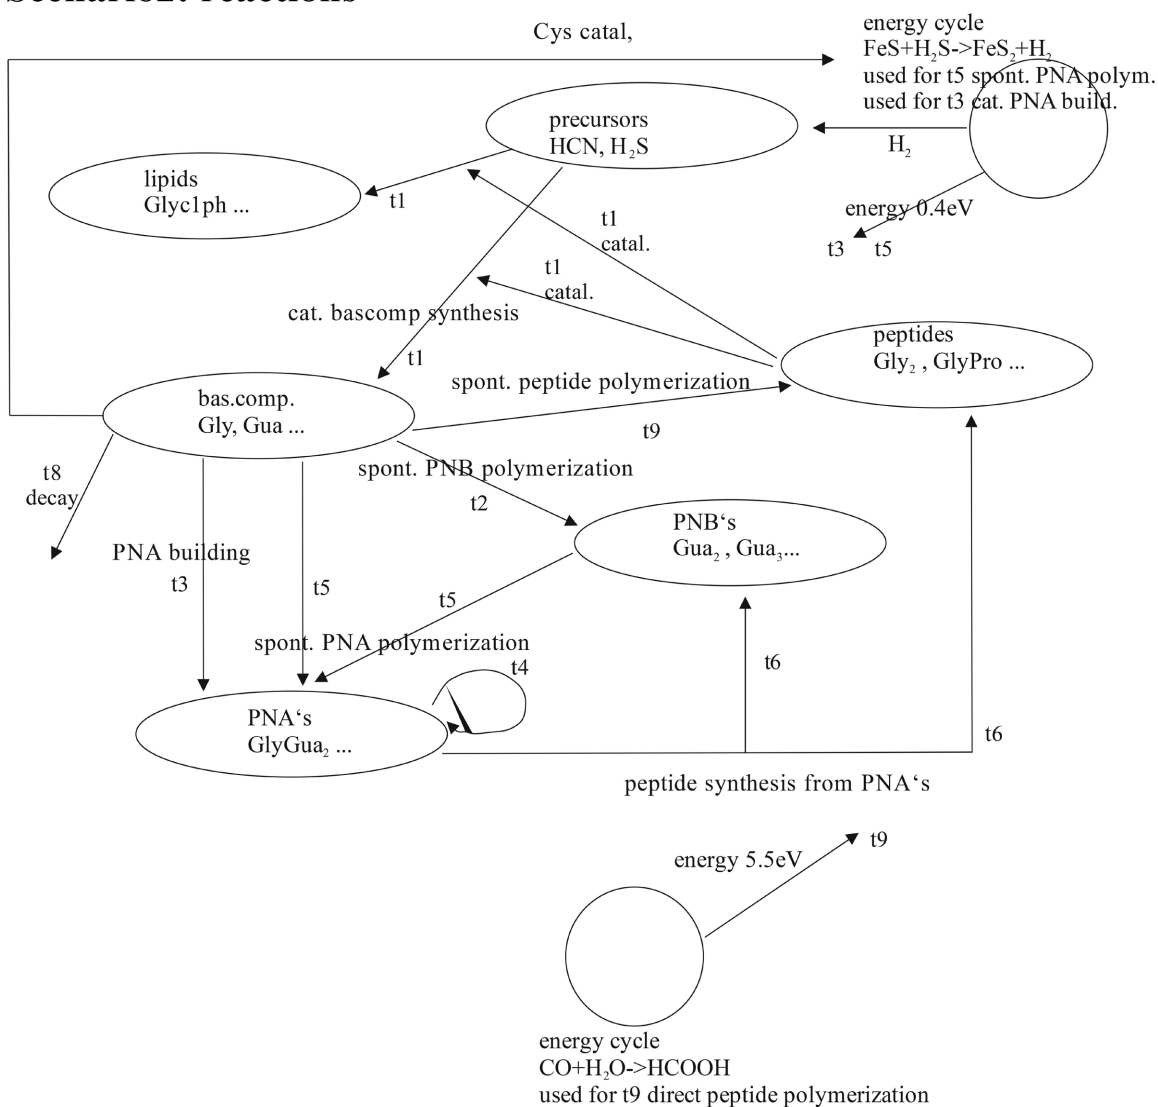 Scenario2: reactions
Cys catal,
energy cycle
FeS+H₂S->FeS₂+H₂
used for t5 spont. PNA polym.
used for t3 cat. PNA build.
precursors
HCN, H₂S
H₂
lipids
Glyc1ph ...
t1
t1
catal.
energy 0.4eV
t3 t5
t1
catal.
cat. bascomp synthesis
t1
peptides
Gly₂ , GlyPro ...
spont. peptide polymerization
t9
bas.comp.
Gly, Gua ...
t8
decay
spont. PNB polymerization
t2
PNB‘s
Gua₂ , Gua₃...
PNA building
t3
t5
t5
spont. PNA polymerization
t4
t6
PNA‘s
GlyGua₂ ...
t6
peptide synthesis from PNA‘s
energy 5.5eV
t9
energy cycle
CO+H₂O->HCOOH
used for t9 direct peptide polymerization